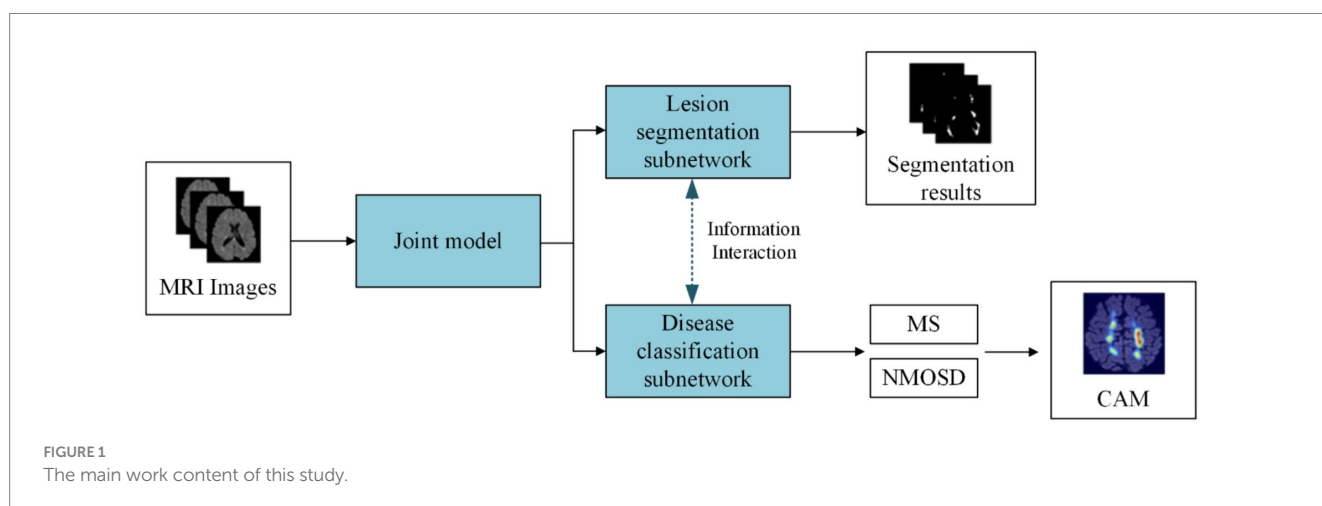 MRI Images
Joint model
Lesion
segmentation
subnetwork
Information
Interaction
Disease
classification
subnetwork
Segmentation
results
MS
NMOSD
CAM
FIGURE 1
The main work content of this study.